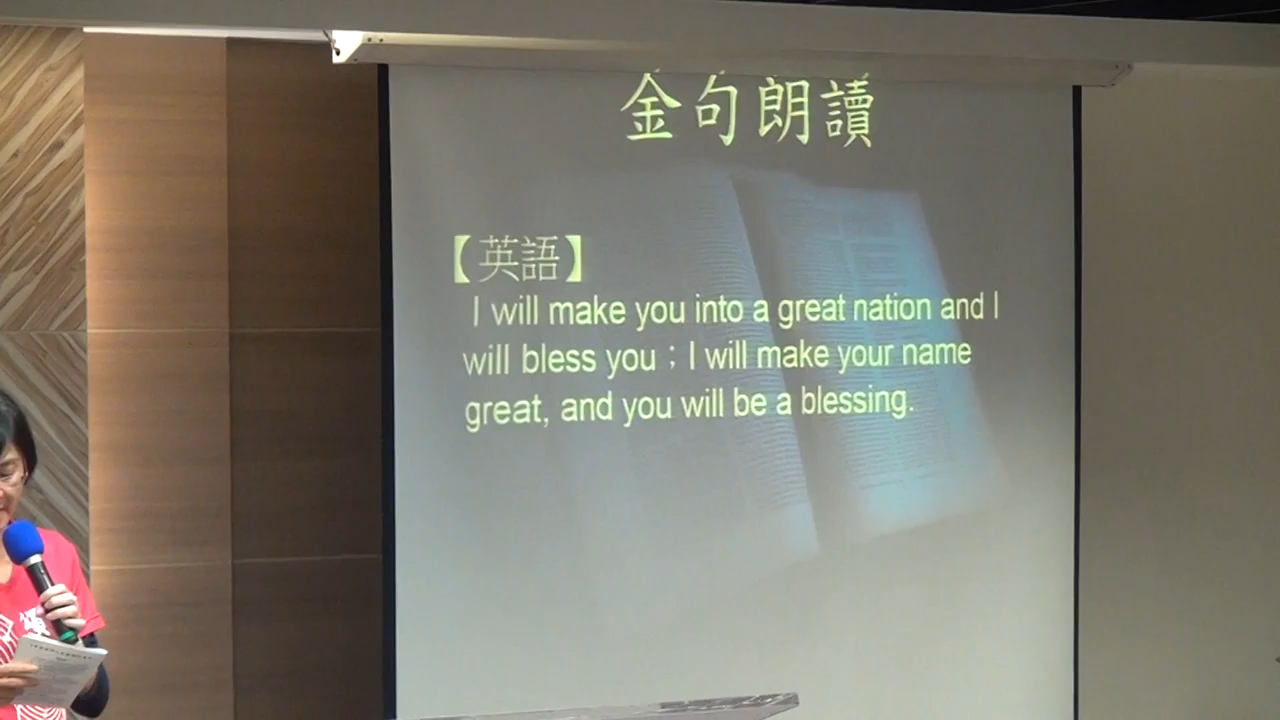 金句朗讀
【英語】
I will make you into a great nation and I
will bless you；I will make your name
great, and you will be a blessing.
頌